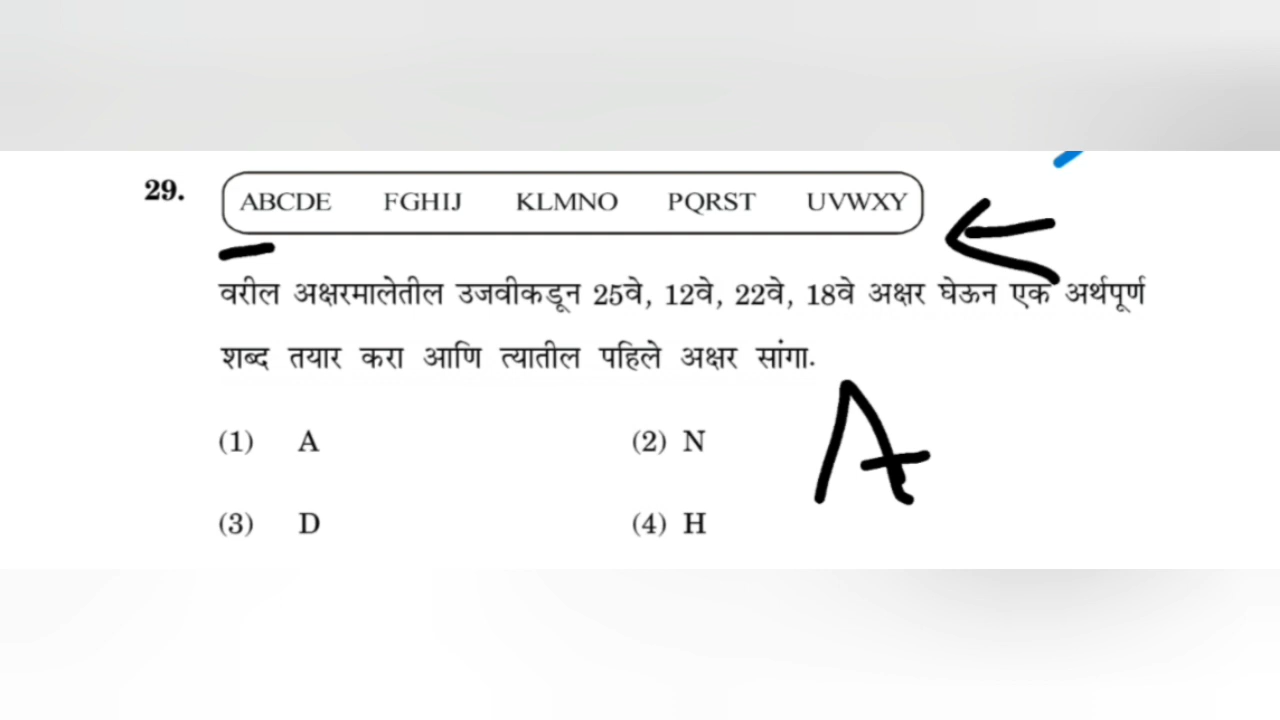 29. ABCDE FGHIJ KLMNO PQRST UVWXY
वरील अक्षरमालेतील उजवीकडून 25वे, 12वे, 22वे, 18वे अक्षर घेऊन एक अर्थपूर्ण
शब्द तयार करा आणि त्यातील पहिले अक्षर सांगा.
A
(1) A (2) N
(3) D (4) H